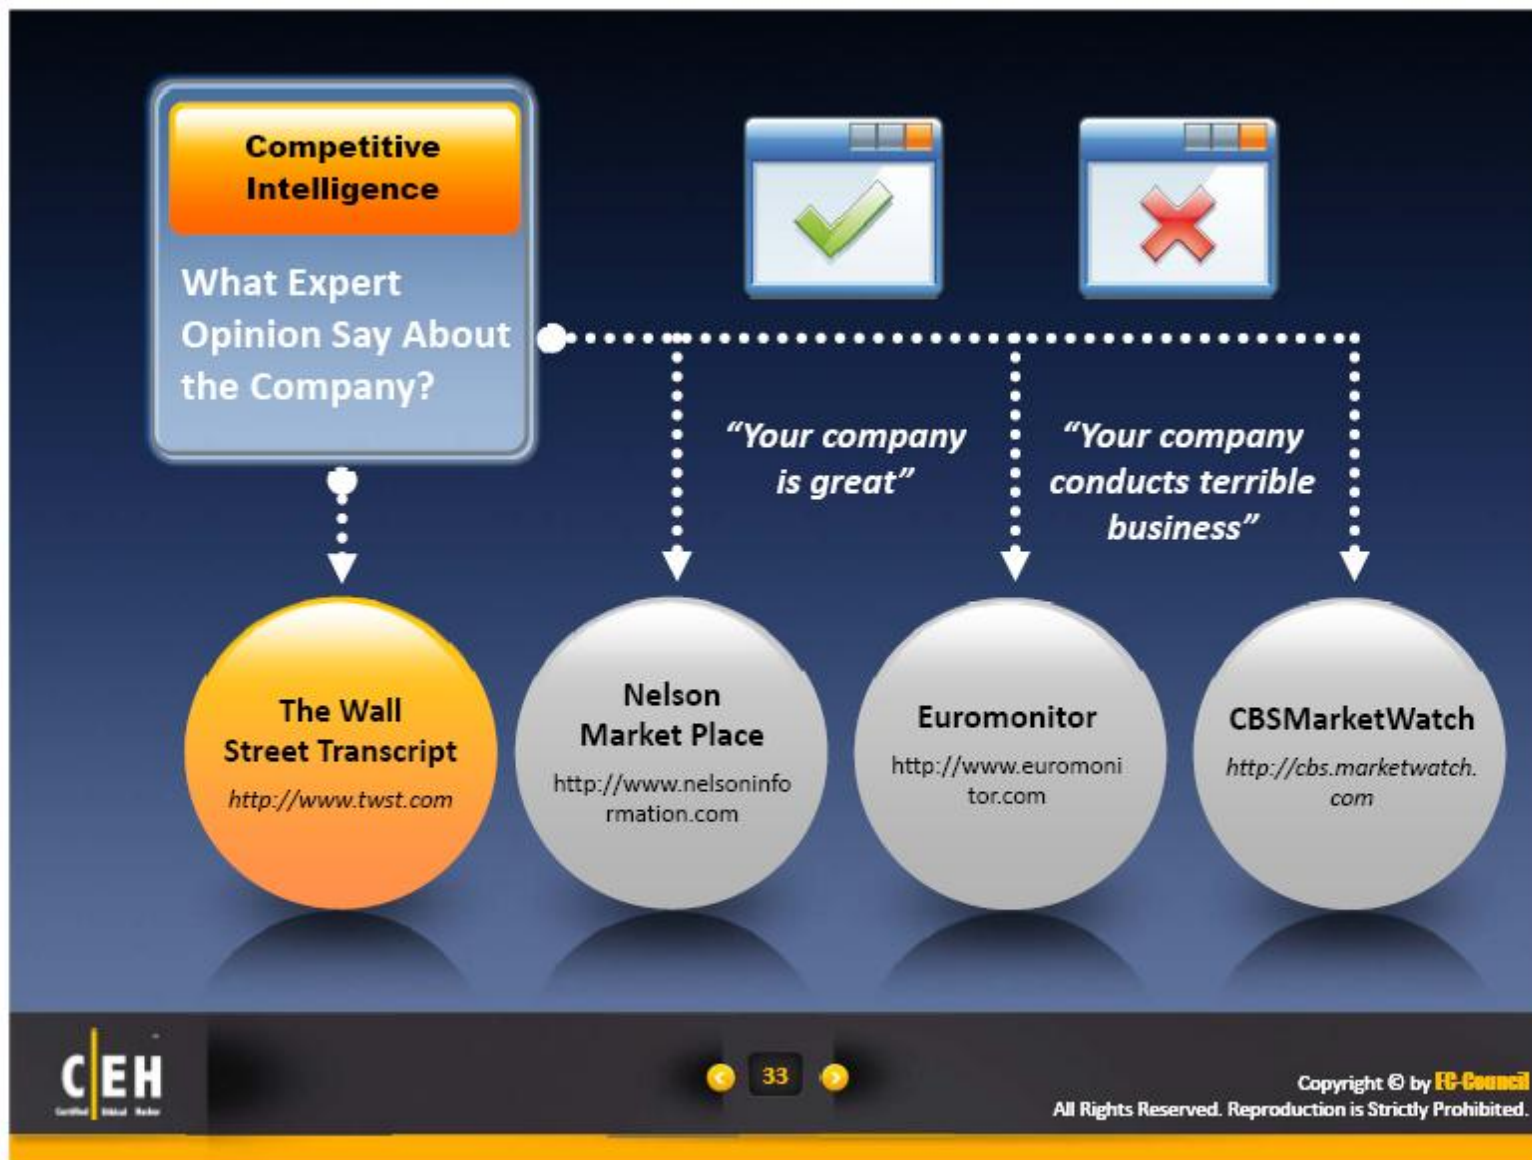 Competitive
Intelligence
What Expert
Opinion Say About
the Company?
“Your company
is great”
“Your company
conducts terrible
business”
The Wall
Street Transcript
http://www.twst.com
Nelson
Market Place
http://www.nelsoninfo
rmation.com
Euromonitor
http://www.euromoni
tor.com
CBSMarketWatch
http://cbs.marketwatch.
com
CEH
Certified Ethical Hacker
33
Copyright © by EC-Council
All Rights Reserved. Reproduction is Strictly Prohibited.